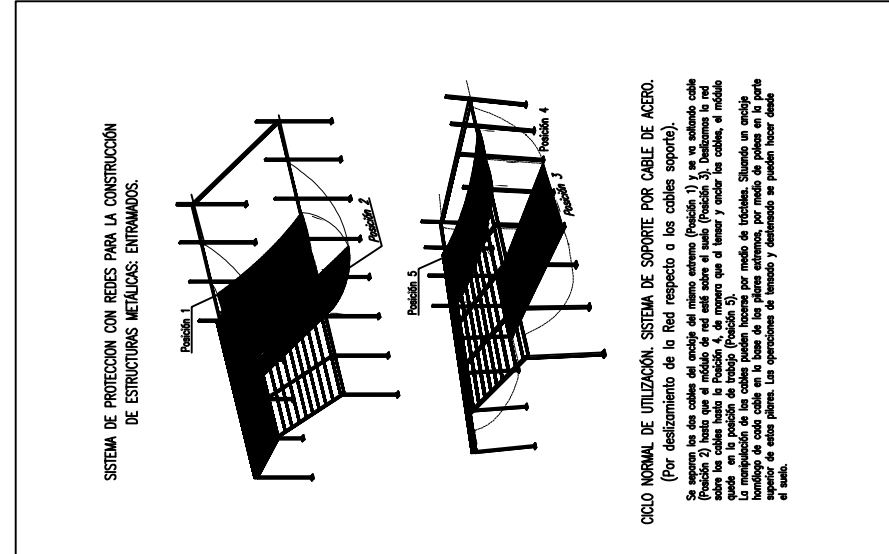 SISTEMA DE PROTECCION CON REDES PARA LA CONSTRUCCIÓN
DE ESTRUCTURAS METÁLICAS: ENTRAMADOS.
Posición 1
Posición 2
Posición 5
Posición 3
Posición 4
CICLO NORMAL DE UTILIZACIÓN. SISTEMA DE SOPORTE POR CABLE DE ACERO.
(Por deslizamiento de la Red respecto a los cables soporte).
Se separan los dos cables del anclaje del mismo extremo (Posición 1) y se va soltando cable
(Posición 2) hasta que el módulo de red esté sobre el suelo (Posición 3). Deslizamos la red
sobre los cables hasta la Posición 4, de manera que al tensar y anclar los cables, el módulo
quede en la posición de trabajo (Posición 5).
La manipulación de los cables pueden hacerse por medio de trácteles. Situando un anclaje
homólogo de cada cable en la base de los pilares extremos, por medio de poleas en la parte
superior de estos pilares. Las operaciones de tensado y destensado se pueden hacer desde
el suelo.